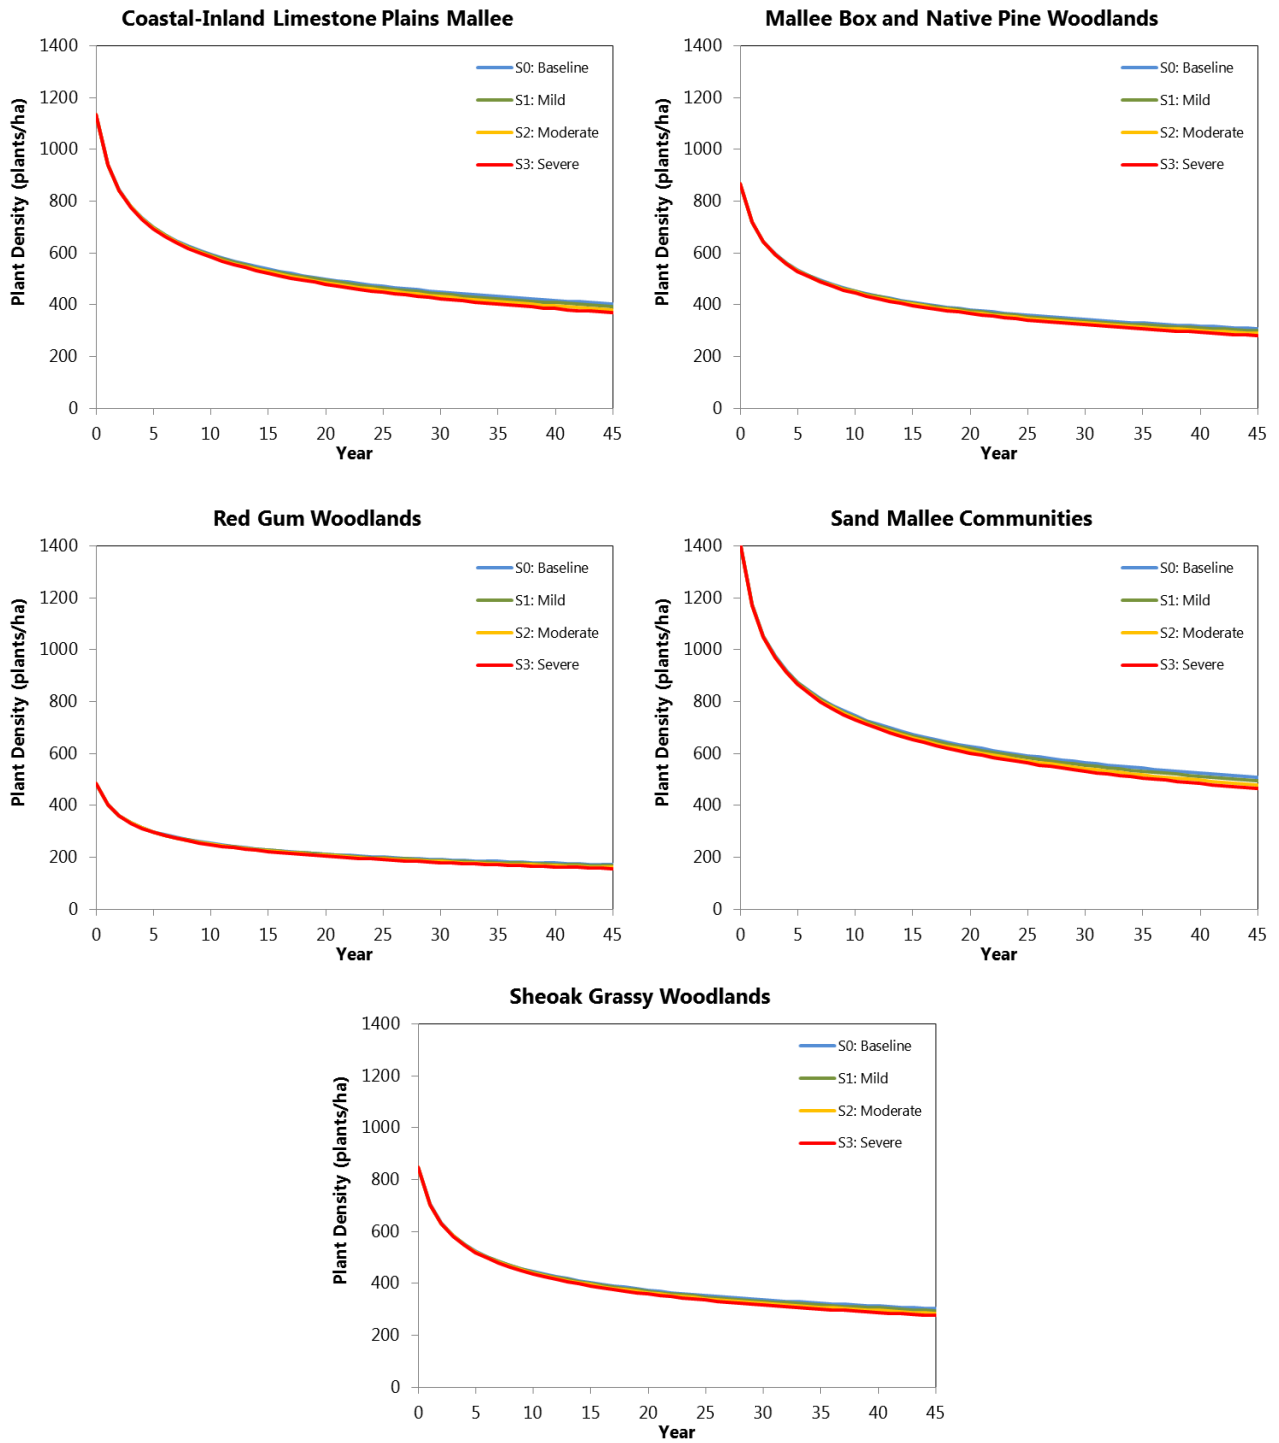 Coastal-Inland Limestone Plains Mallee
Plant Density (plants/ha)
1400
1200
1000
800
600
400
200
0
S0: Baseline
S1: Mild
S2: Moderate
S3: Severe
0 5 10 15 20 25 30 35 40 45
Year
Mallee Box and Native Pine Woodlands
Plant Density (plants/ha)
1400
1200
1000
800
600
400
200
0
S0: Baseline
S1: Mild
S2: Moderate
S3: Severe
0 5 10 15 20 25 30 35 40 45
Year
Red Gum Woodlands
Plant Density (plants/ha)
1400
1200
1000
800
600
400
200
0
S0: Baseline
S1: Mild
S2: Moderate
S3: Severe
0 5 10 15 20 25 30 35 40 45
Year
Sand Mallee Communities
Plant Density (plants/ha)
1400
1200
1000
800
600
400
200
0
S0: Baseline
S1: Mild
S2: Moderate
S3: Severe
0 5 10 15 20 25 30 35 40 45
Year
Sheoak Grassy Woodlands
Plant Density (plants/ha)
1400
1200
1000
800
600
400
200
0
S0: Baseline
S1: Mild
S2: Moderate
S3: Severe
0 5 10 15 20 25 30 35 40 45
Year